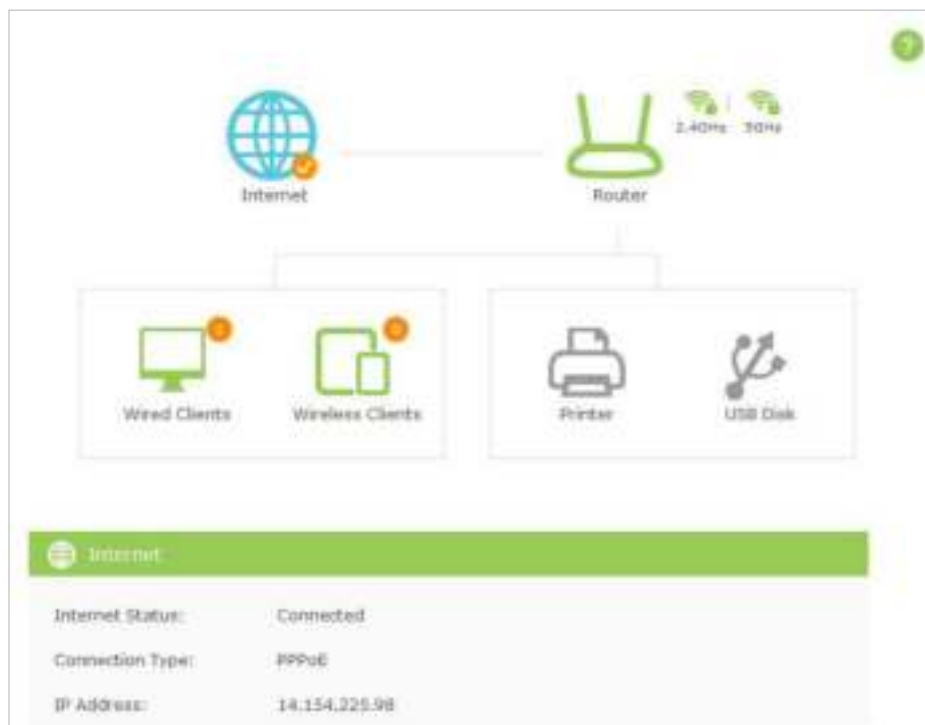 ?
2.4GHz | 5GHz
Internet
Router
Wired Clients
Wireless Clients
Printer
USB Disk
Internet
Internet Status: Connected
Connection Type: PPPoE
IP Address: 14.154.225.98